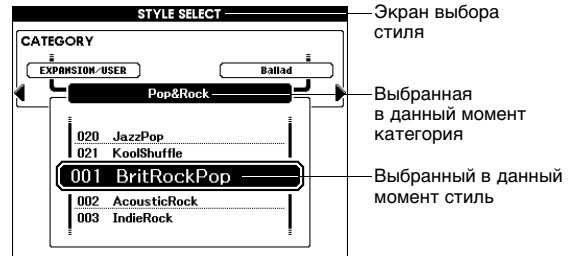 STYLE SELECT
Экран выбора
стиля
CATEGORY
EXPANSION/USER
Ballad
Pop&Rock
Выбранная
в данный момент
категория
020 JazzPop
021 KoolShuffle
001 BritRockPop
Выбранный в данный
момент стиль
002 AcousticRock
003 IndieRock